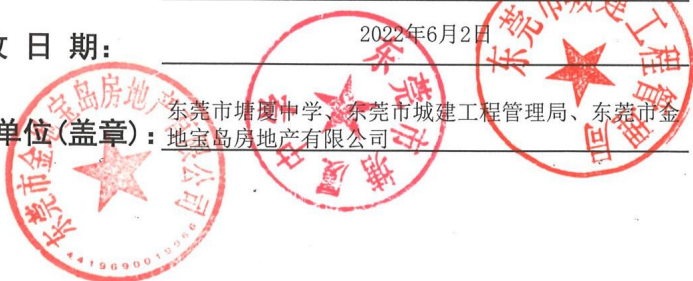 收日期：
2022年6月2日
单位(盖章)：
东莞市塘厦中学、东莞市城建工程管理局、东莞市金
地宝岛房地产有限公司
东莞市金地宝岛房地产有限公司
东莞市塘厦中学
东莞市城建工程管理局